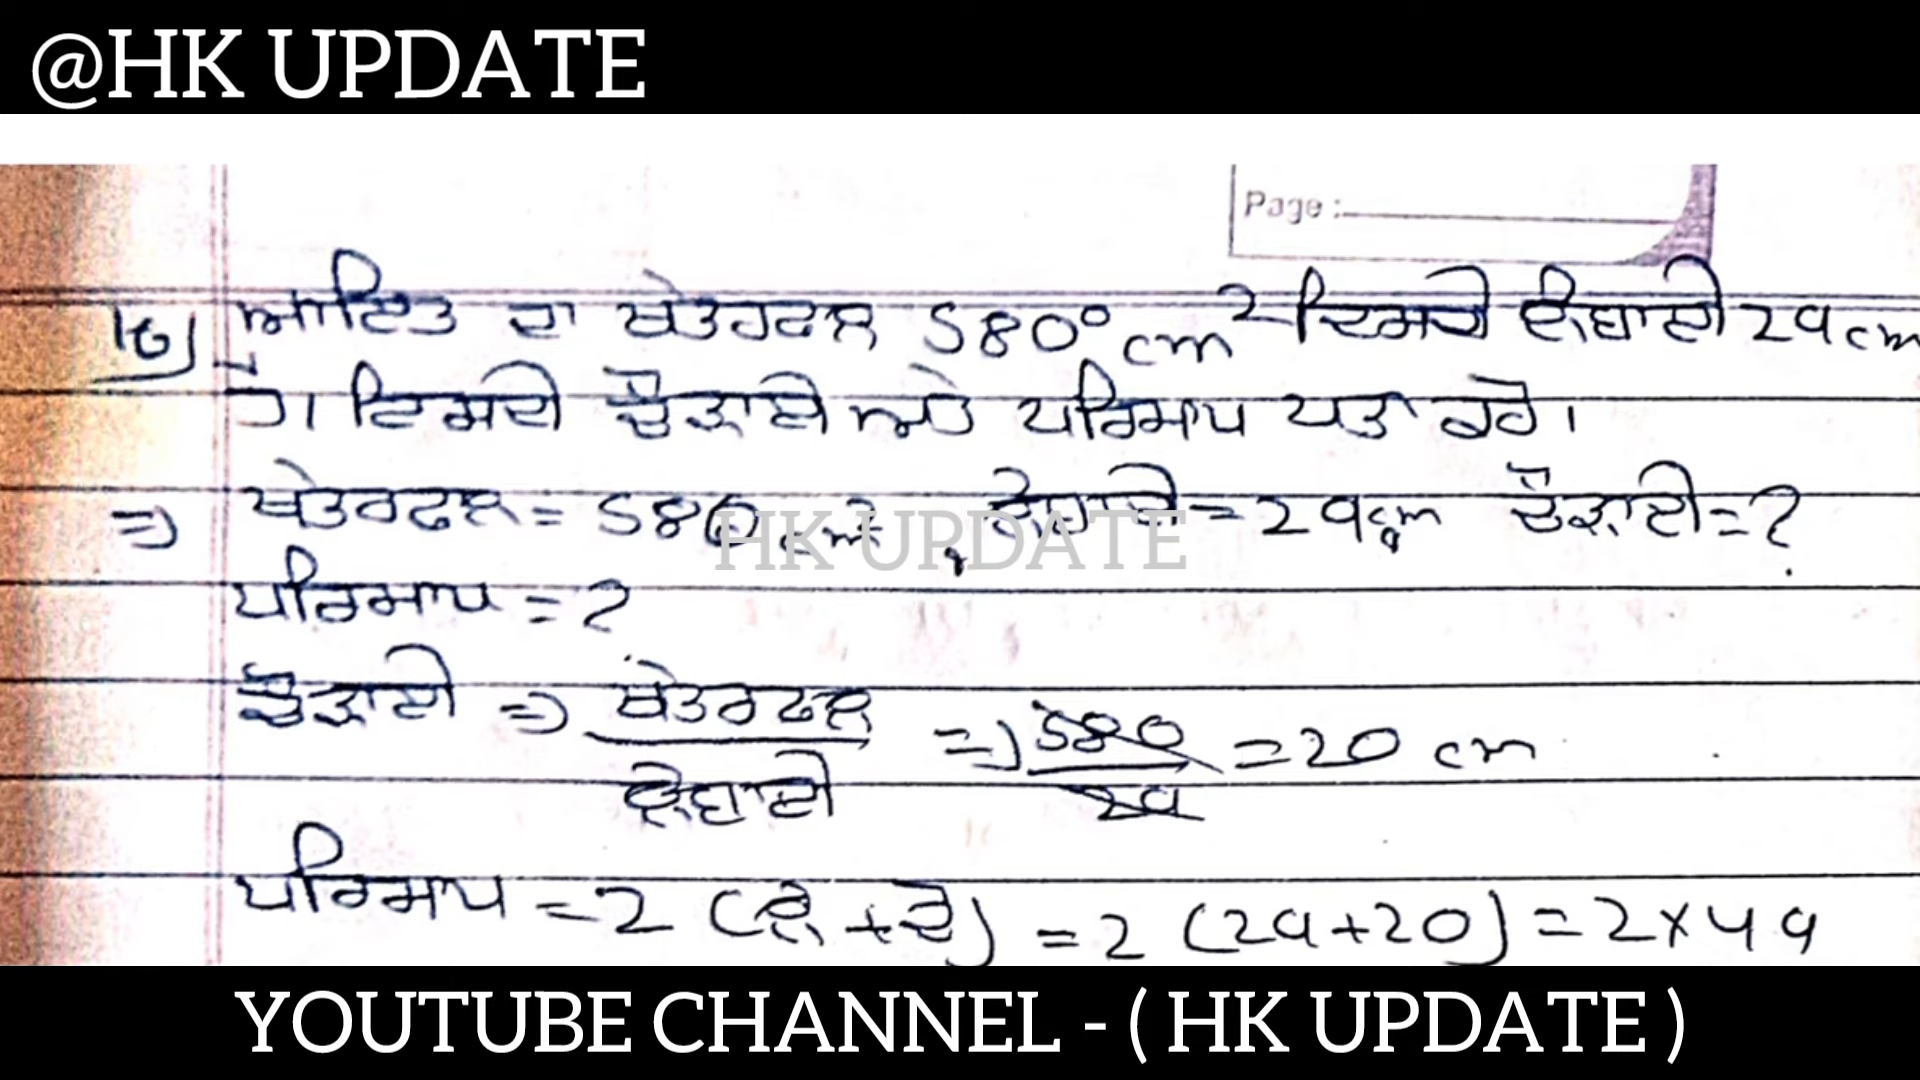 @HK UPDATE
Page :
16) ਆਇਤ ਦਾ ਖੇਤਰਫਲ 580 cm² ਜਿਸਦੀ ਲੰਬਾਈ 29 cm
ਹੈ। ਇਸਦੀ ਚੌੜਾਈ ਅਤੇ ਪਰਿਮਾਪ ਪਤਾ ਕਰੋ।
=) ਖੇਤਰਫਲ = 580 cm², ਲੰਬਾਈ = 29 cm, ਚੌੜਾਈ = ?
HK UPDATE
ਪਰਿਮਾਪ = ?
ਚੌੜਾਈ =) ਖੇਤਰਫਲ / ਲੰਬਾਈ =) 580 / 29 = 20 cm
ਪਰਿਮਾਪ = 2 (ਲੰ + ਚੌ) = 2 (29+20) = 2×49
YOUTUBE CHANNEL - ( HK UPDATE )